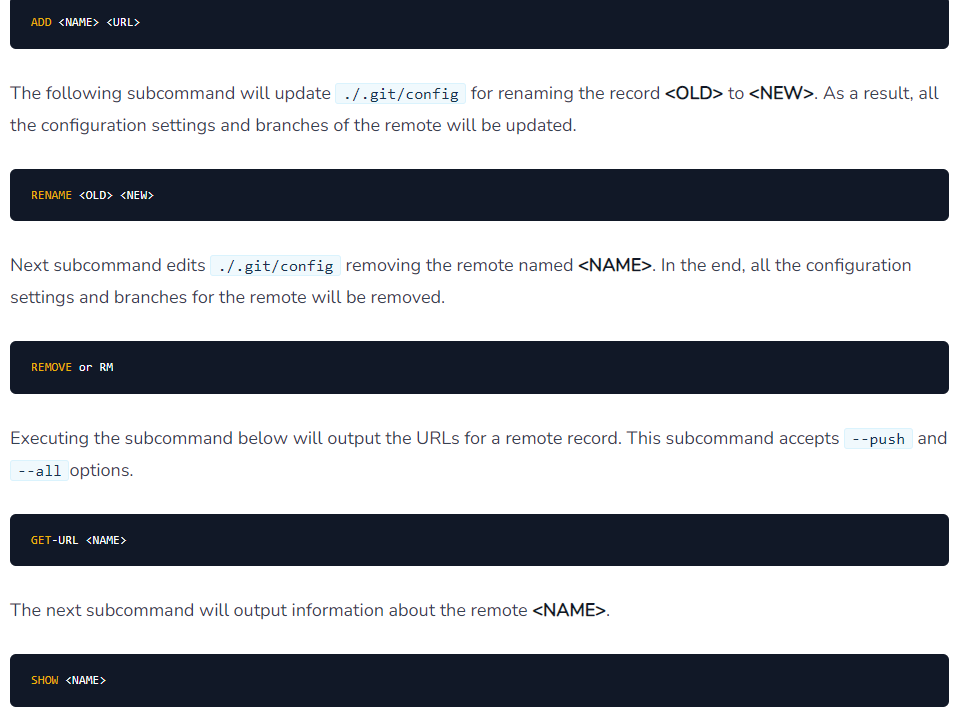 ADD <NAME> <URL>
The following subcommand will update ./.git/config for renaming the record <OLD> to <NEW>. As a result, all
the configuration settings and branches of the remote will be updated.
RENAME <OLD> <NEW>
Next subcommand edits ./.git/config removing the remote named <NAME>. In the end, all the configuration
settings and branches for the remote will be removed.
REMOVE or RM
Executing the subcommand below will output the URLs for a remote record. This subcommand accepts --push and
--all options.
GET-URL <NAME>
The next subcommand will output information about the remote <NAME>.
SHOW <NAME>